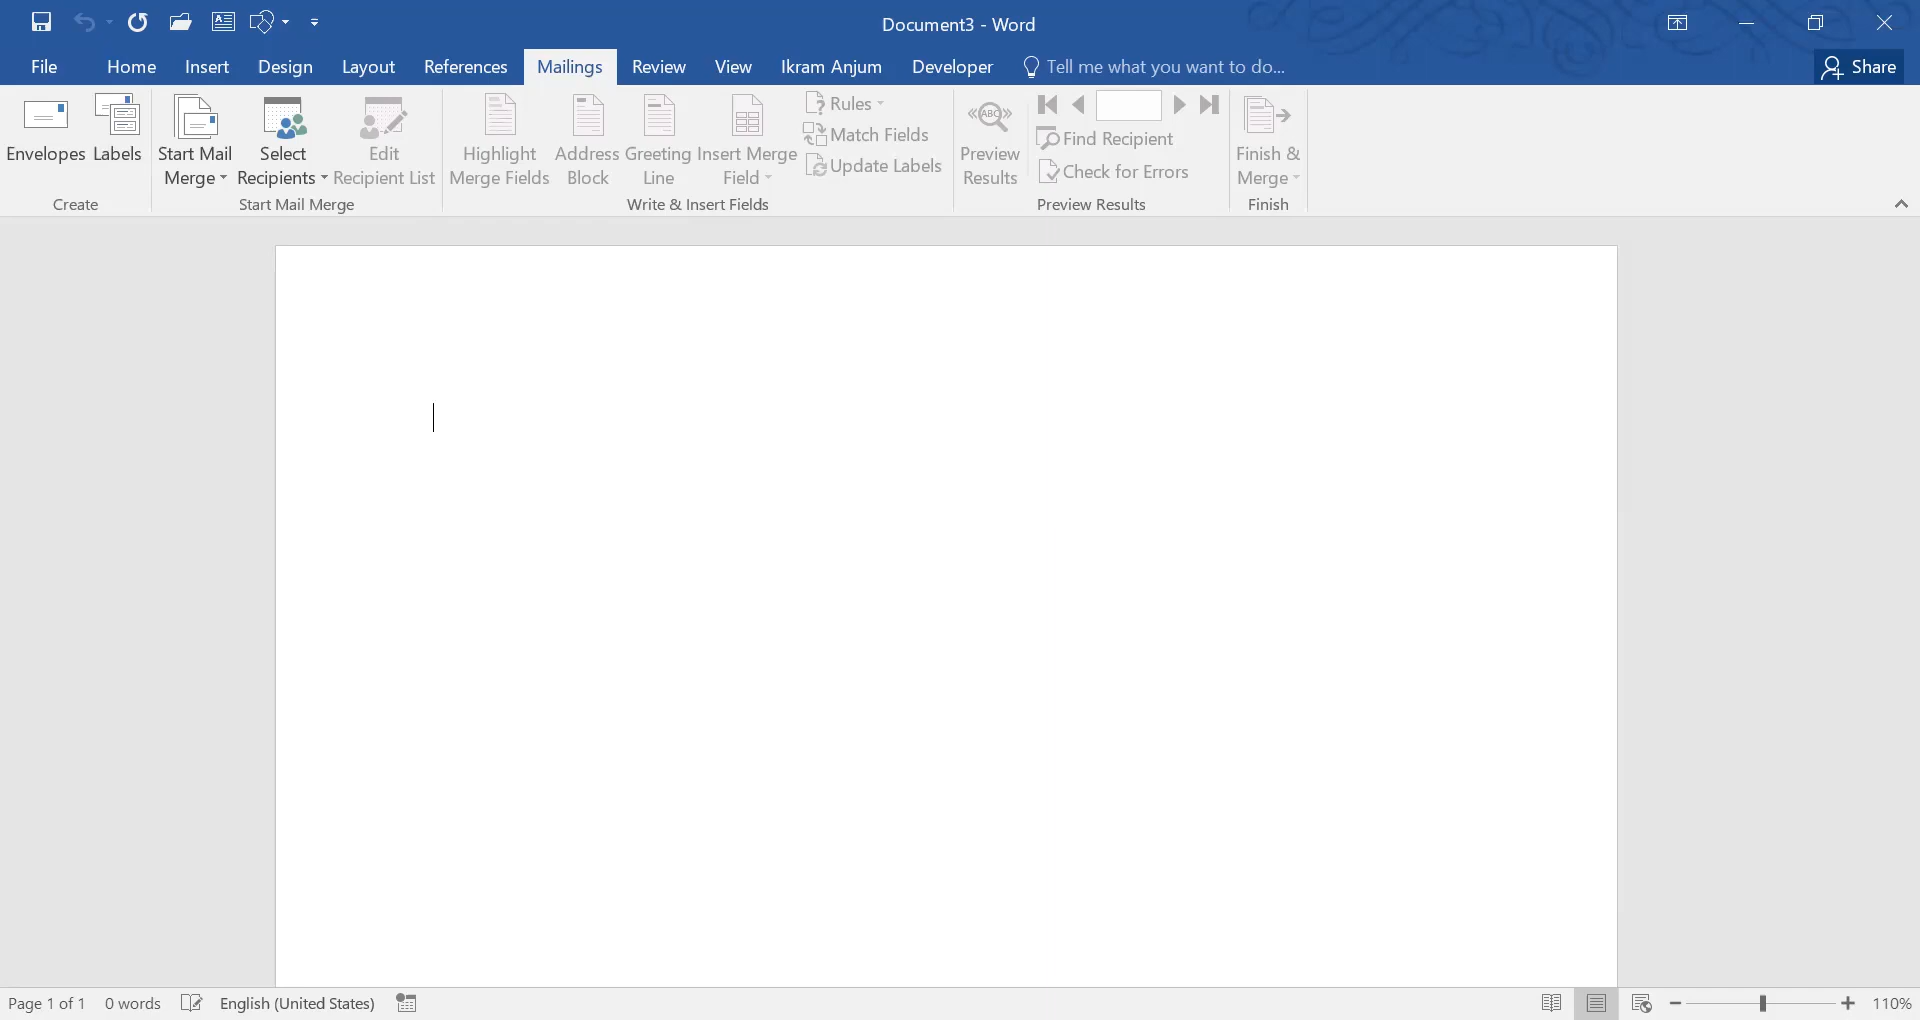 Document3 - Word
File Home Insert Design Layout References Mailings Review View Ikram Anjum Developer Tell me what you want to do... Share
Envelopes
Labels
Start Mail
Merge
Select
Recipients
Edit
Recipient List
Highlight
Merge Fields
Address
Block
Greeting
Line
Insert Merge
Field
Rules
Match Fields
Update Labels
«ABC»
Preview
Results
Find Recipient
Check for Errors
Finish &
Merge
Create
Start Mail Merge
Write & Insert Fields
Preview Results
Finish
Page 1 of 1 0 words English (United States) 110%